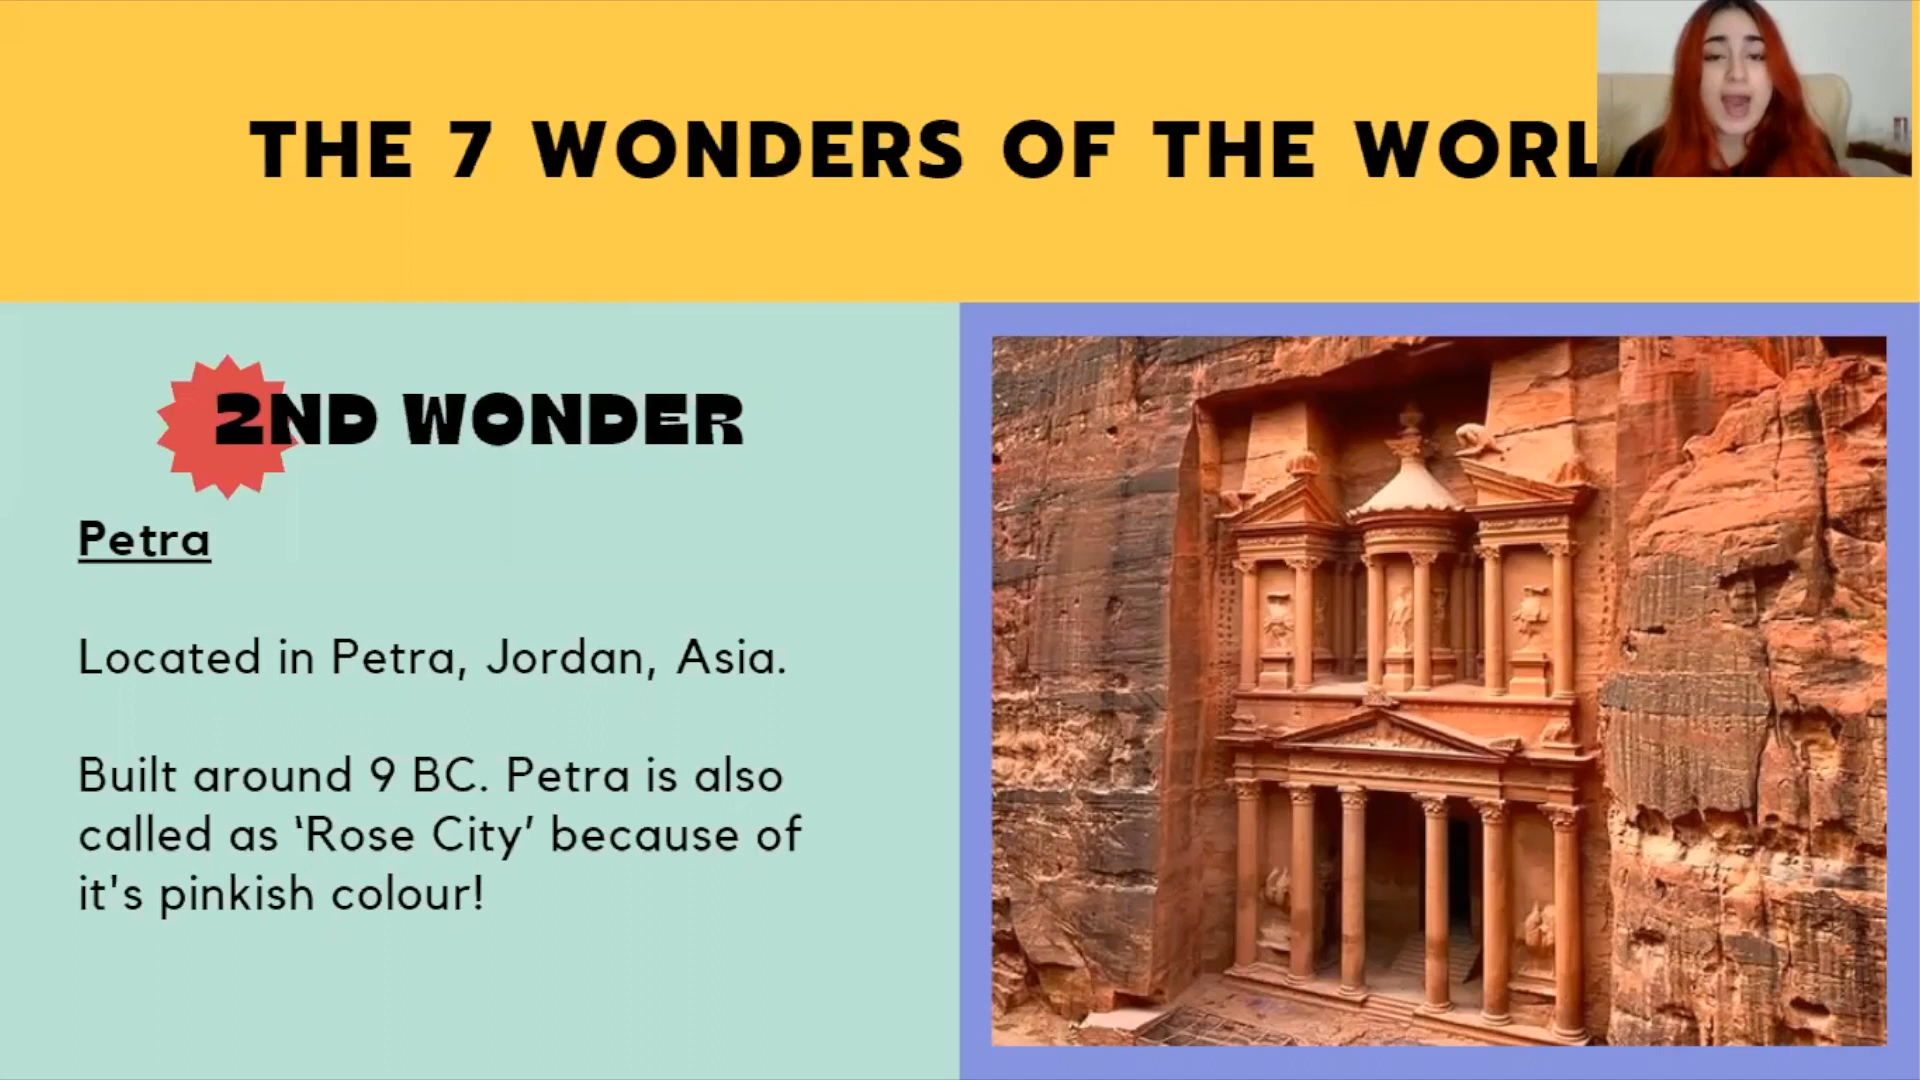 THE 7 WONDERS OF THE WORL
2ND WONDER
Petra
Located in Petra, Jordan, Asia.
Built around 9 BC. Petra is also
called as ‘Rose City’ because of
it's pinkish colour!